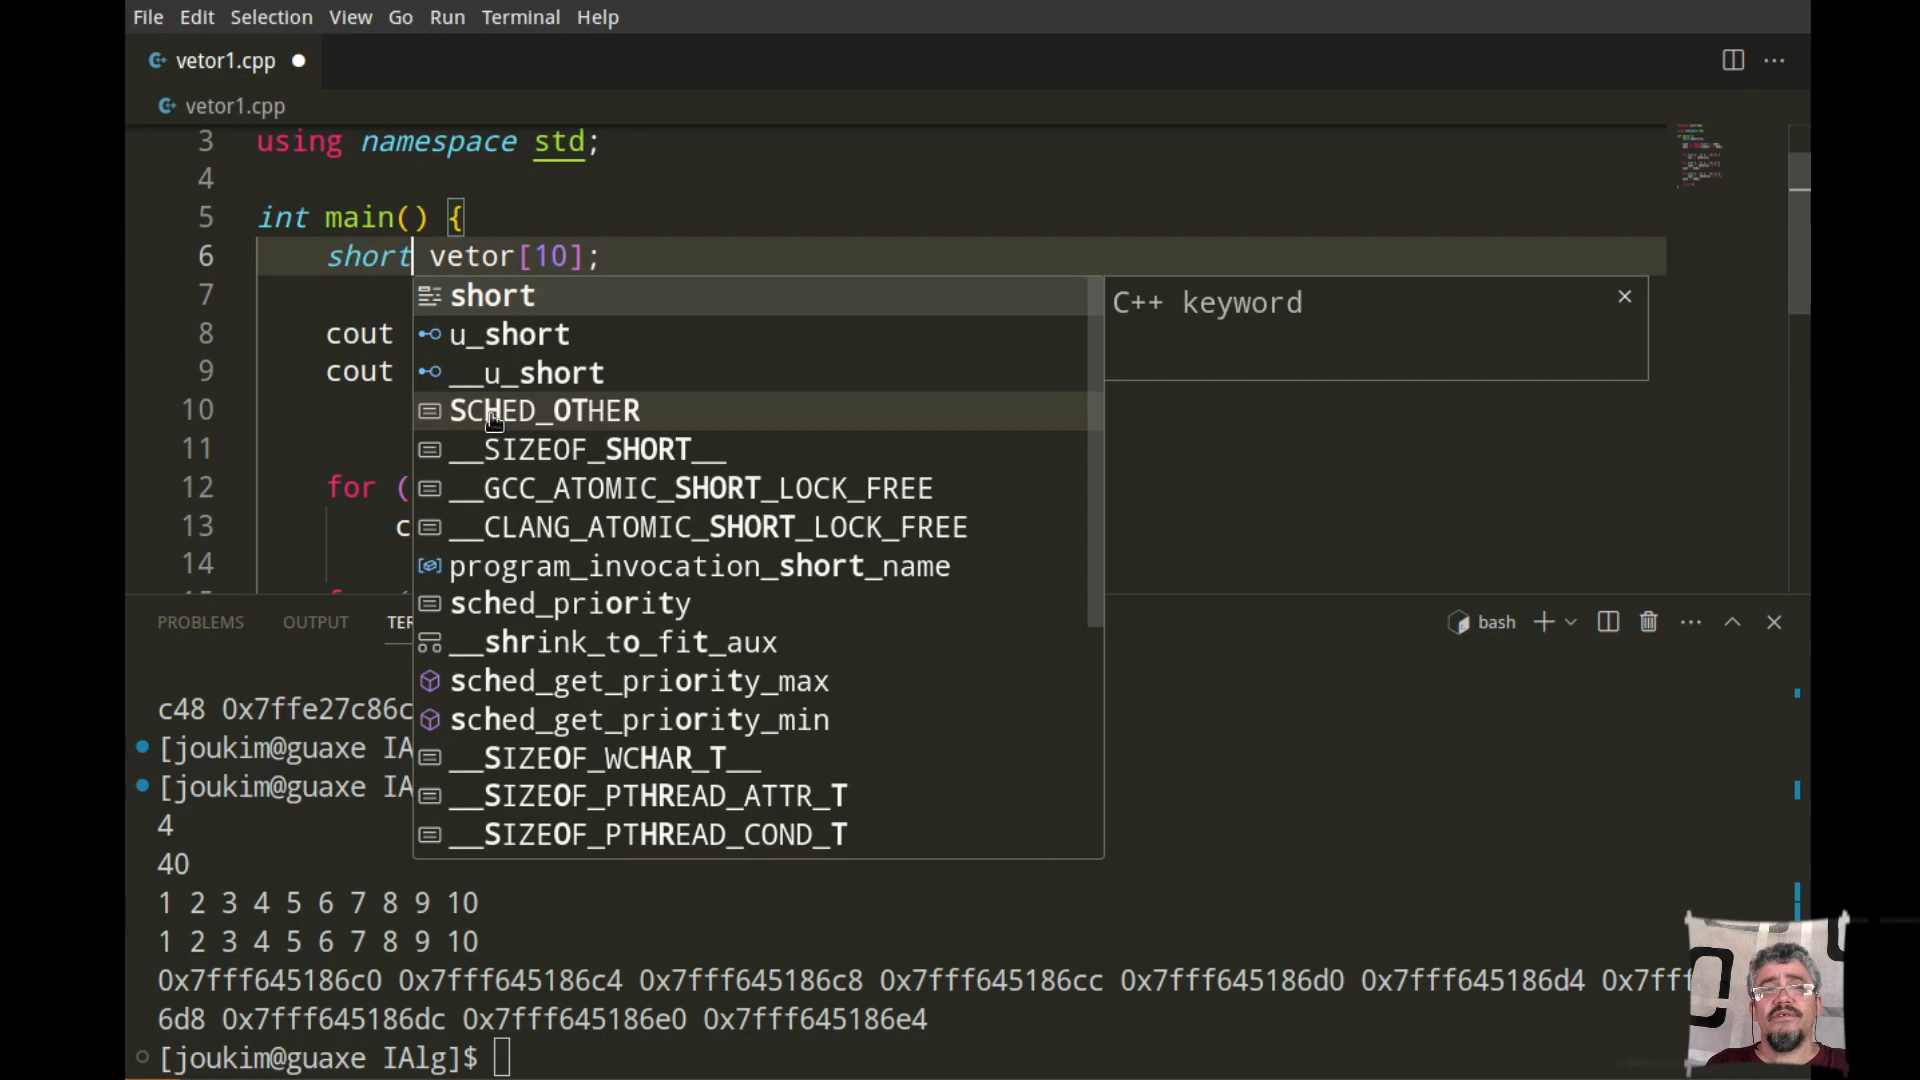 File Edit Selection View Go Run Terminal Help
vetor1.cpp
vetor1.cpp
3 using namespace std;
4
5 int main() {
6 short vetor[10];
7
8 cout
9 cout
10
11
12 for (
13 c
14
short
C++ keyword
u_short
__u_short
SCHED_OTHER
__SIZEOF_SHORT__
__GCC_ATOMIC_SHORT_LOCK_FREE
__CLANG_ATOMIC_SHORT_LOCK_FREE
program_invocation_short_name
sched_priority
__shrink_to_fit_aux
sched_get_priority_max
sched_get_priority_min
__SIZEOF_WCHAR_T__
__SIZEOF_PTHREAD_ATTR_T
__SIZEOF_PTHREAD_COND_T
PROBLEMS OUTPUT TER
bash
c48 0x7ffe27c86c
[joukim@guaxe IA
[joukim@guaxe IA
4
40
1 2 3 4 5 6 7 8 9 10
1 2 3 4 5 6 7 8 9 10
0x7fff645186c0 0x7fff645186c4 0x7fff645186c8 0x7fff645186cc 0x7fff645186d0 0x7fff645186d4 0x7fff
6d8 0x7fff645186dc 0x7fff645186e0 0x7fff645186e4
[joukim@guaxe IAlg]$